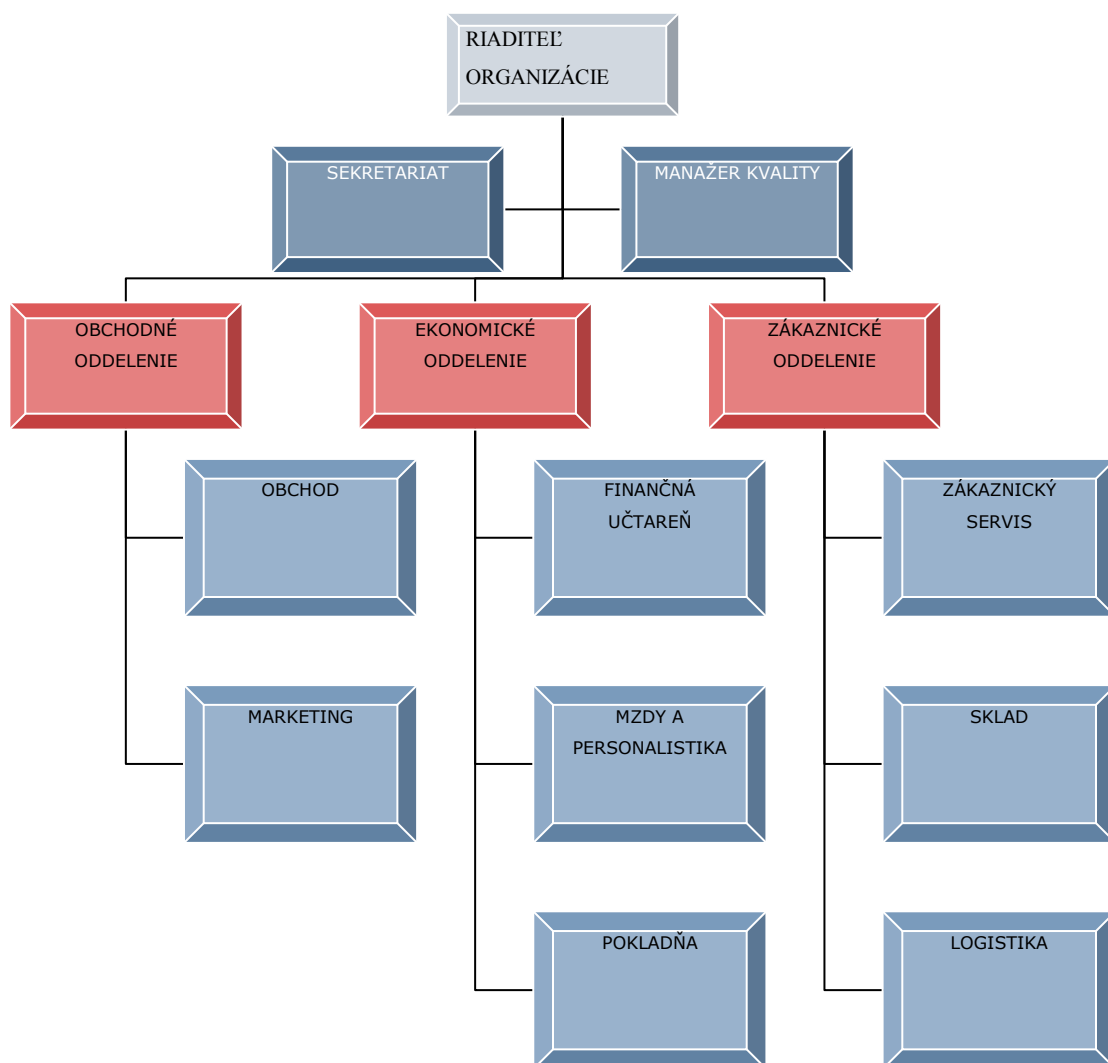 RIADITEĽ
ORGANIZÁCIE
SEKRETARIAT
MANAŽER KVALITY
OBCHODNÉ
ODDELENIE
EKONOMICKÉ
ODDELENIE
ZÁKAZNICKÉ
ODDELENIE
OBCHOD
FINANČNÁ
UČTAREŇ
ZÁKAZNICKÝ
SERVIS
MARKETING
MZDY A
PERSONALISTIKA
SKLAD
POKLADŇA
LOGISTIKA